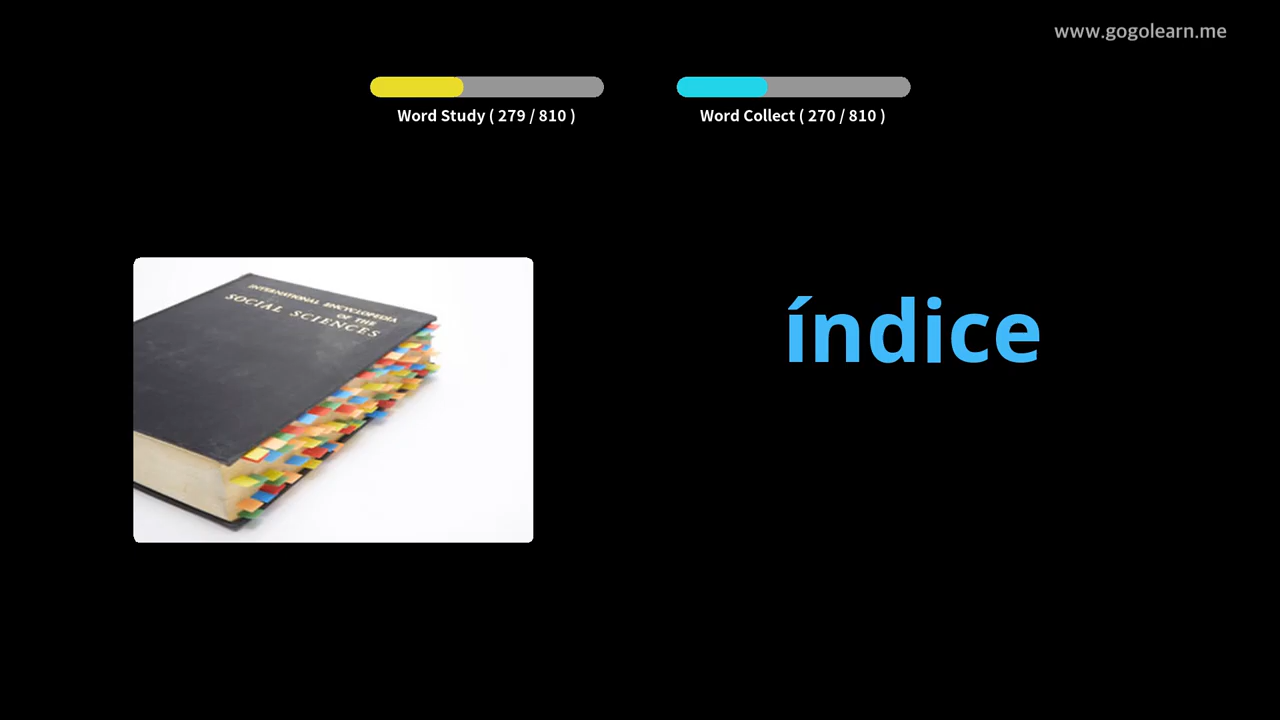 www.gogolearn.me
Word Study ( 279 / 810 )
Word Collect ( 270 / 810 )
INTERNATIONAL ENCYCLOPEDIA
OF THE
SOCIAL SCIENCES
índice